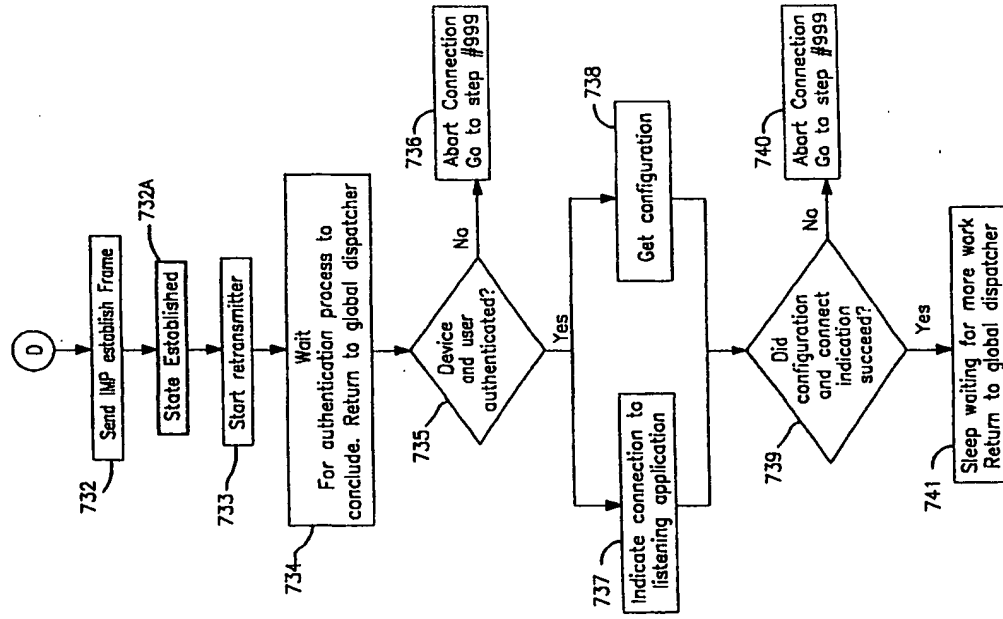 D
732
Send IMP establish Frame
732A
State Established
733
Start retransmitter
734
Wait
For authentication process to
conclude. Return to global dispatcher
735
Device
and user
authenticated?
No
736
Abort Connection
Go to step #999
Yes
737
Indicate connection to
listening application
738
Get configuration
739
Did
configuration
and connect
indication
succeed?
No
740
Abort Connection
Go to step #999
Yes
741
Sleep waiting for more work
Return to global dispatcher